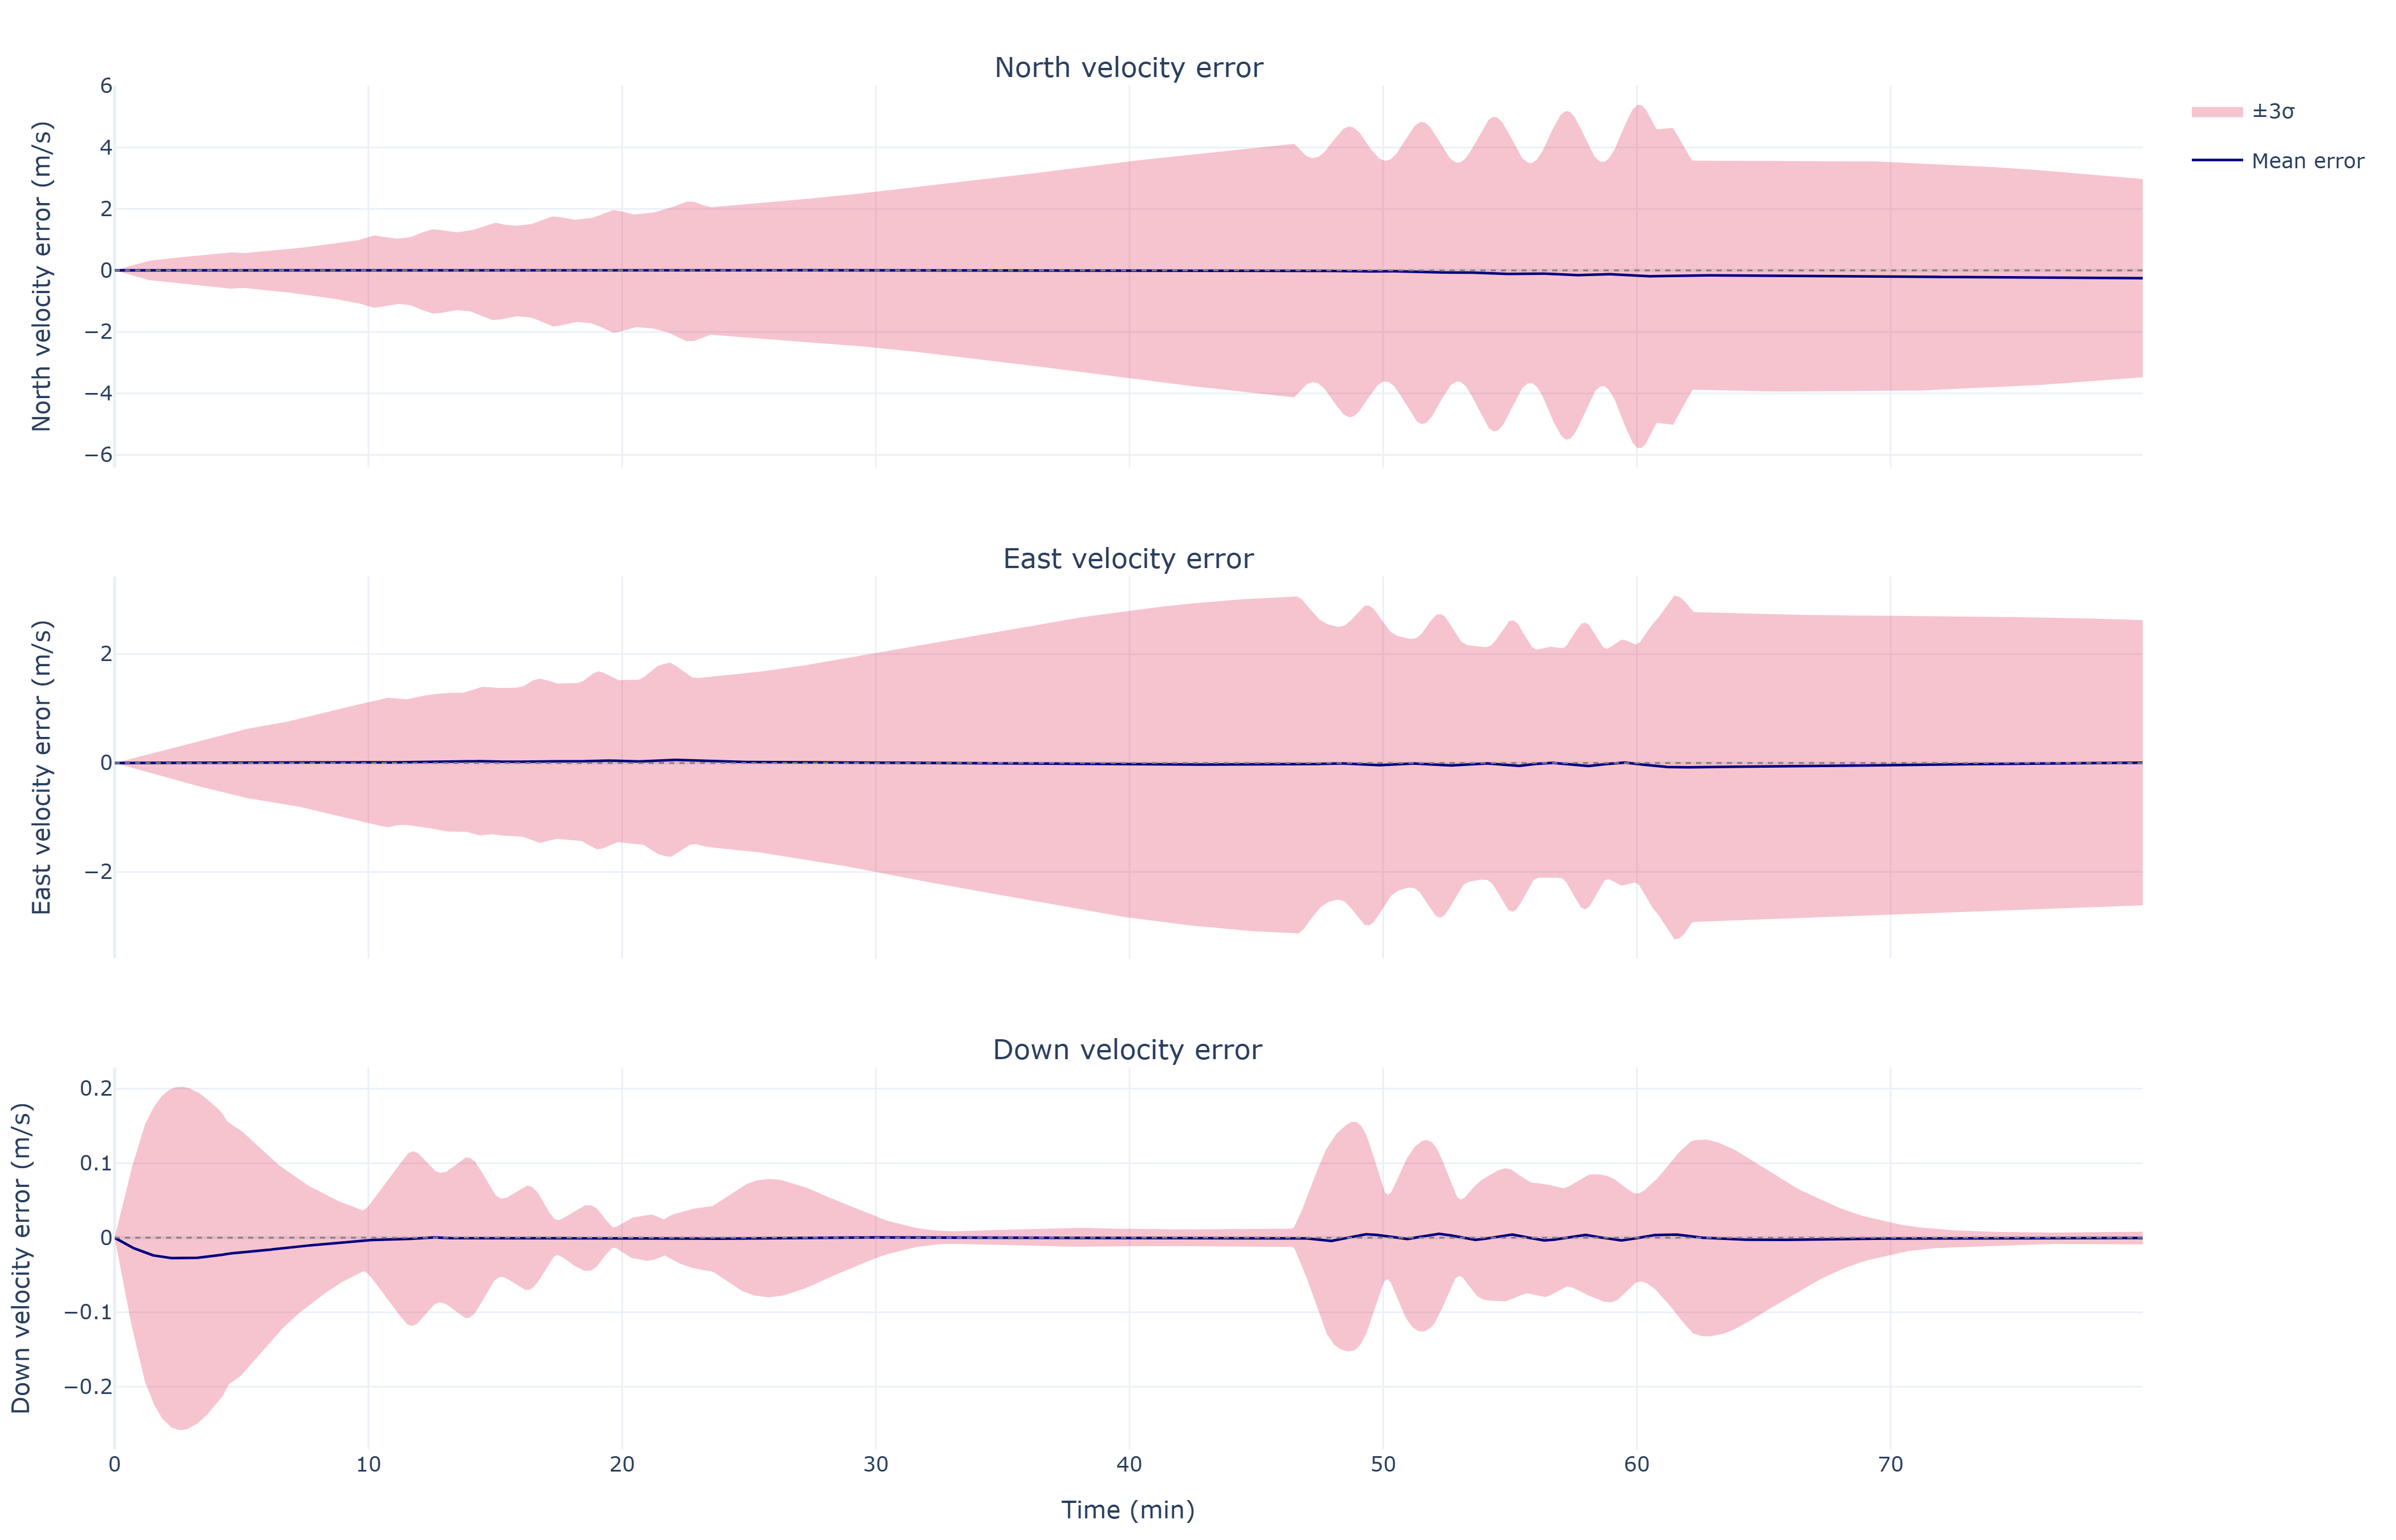 North velocity error
North velocity error (m/s)
6
4
2
0
−2
−4
−6
±3σ
Mean error
East velocity error
East velocity error (m/s)
2
0
−2
Down velocity error
Down velocity error (m/s)
0.2
0.1
0
−0.1
−0.2
0 10 20 30 40 50 60 70
Time (min)